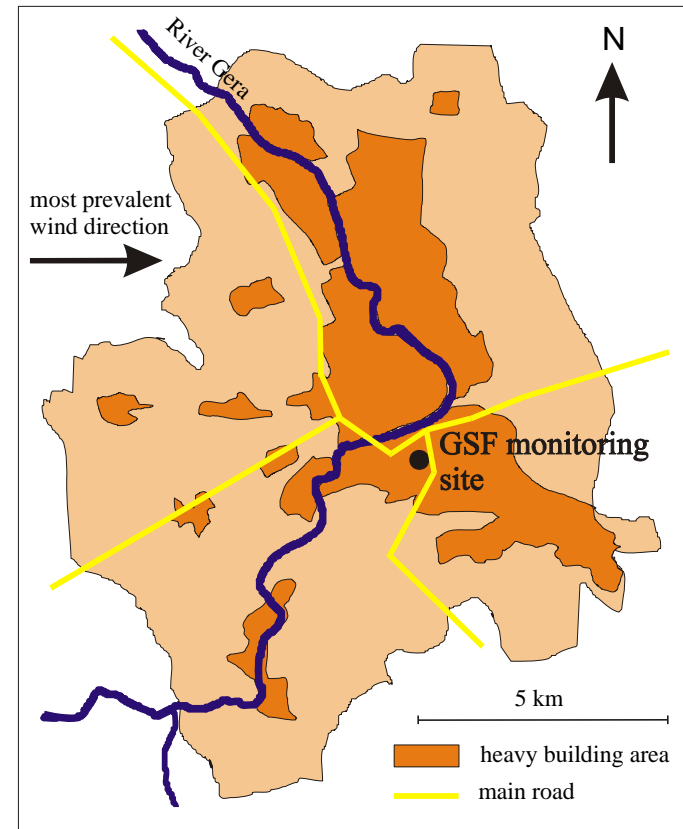 River Gera
N
most prevalent
wind direction
GSF monitoring
site
5 km
heavy building area
main road